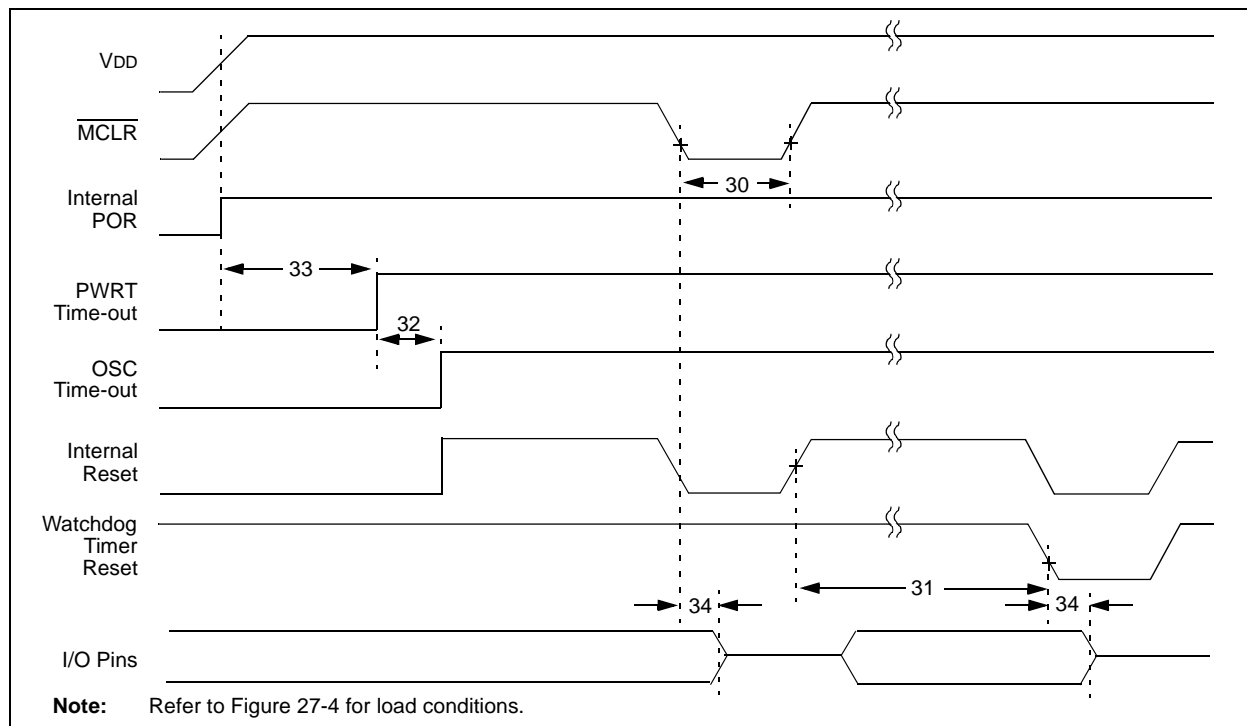 VDD
MCLR
30
Internal
POR
33
PWRT
Time-out
32
OSC
Time-out
Internal
Reset
Watchdog
Timer
Reset
31
34
34
I/O Pins
Note: Refer to Figure 27-4 for load conditions.